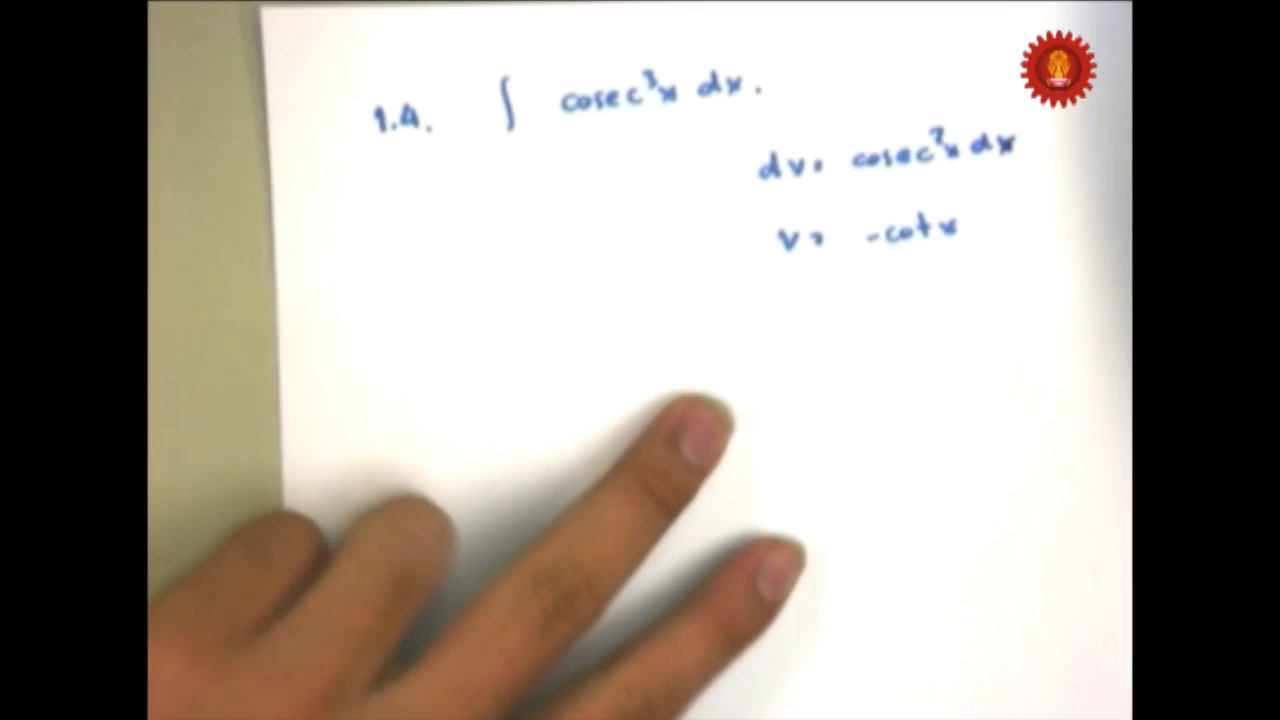 1.4. ∫ cosec³x dx.
dv = cosec²x dx
v = -cot x